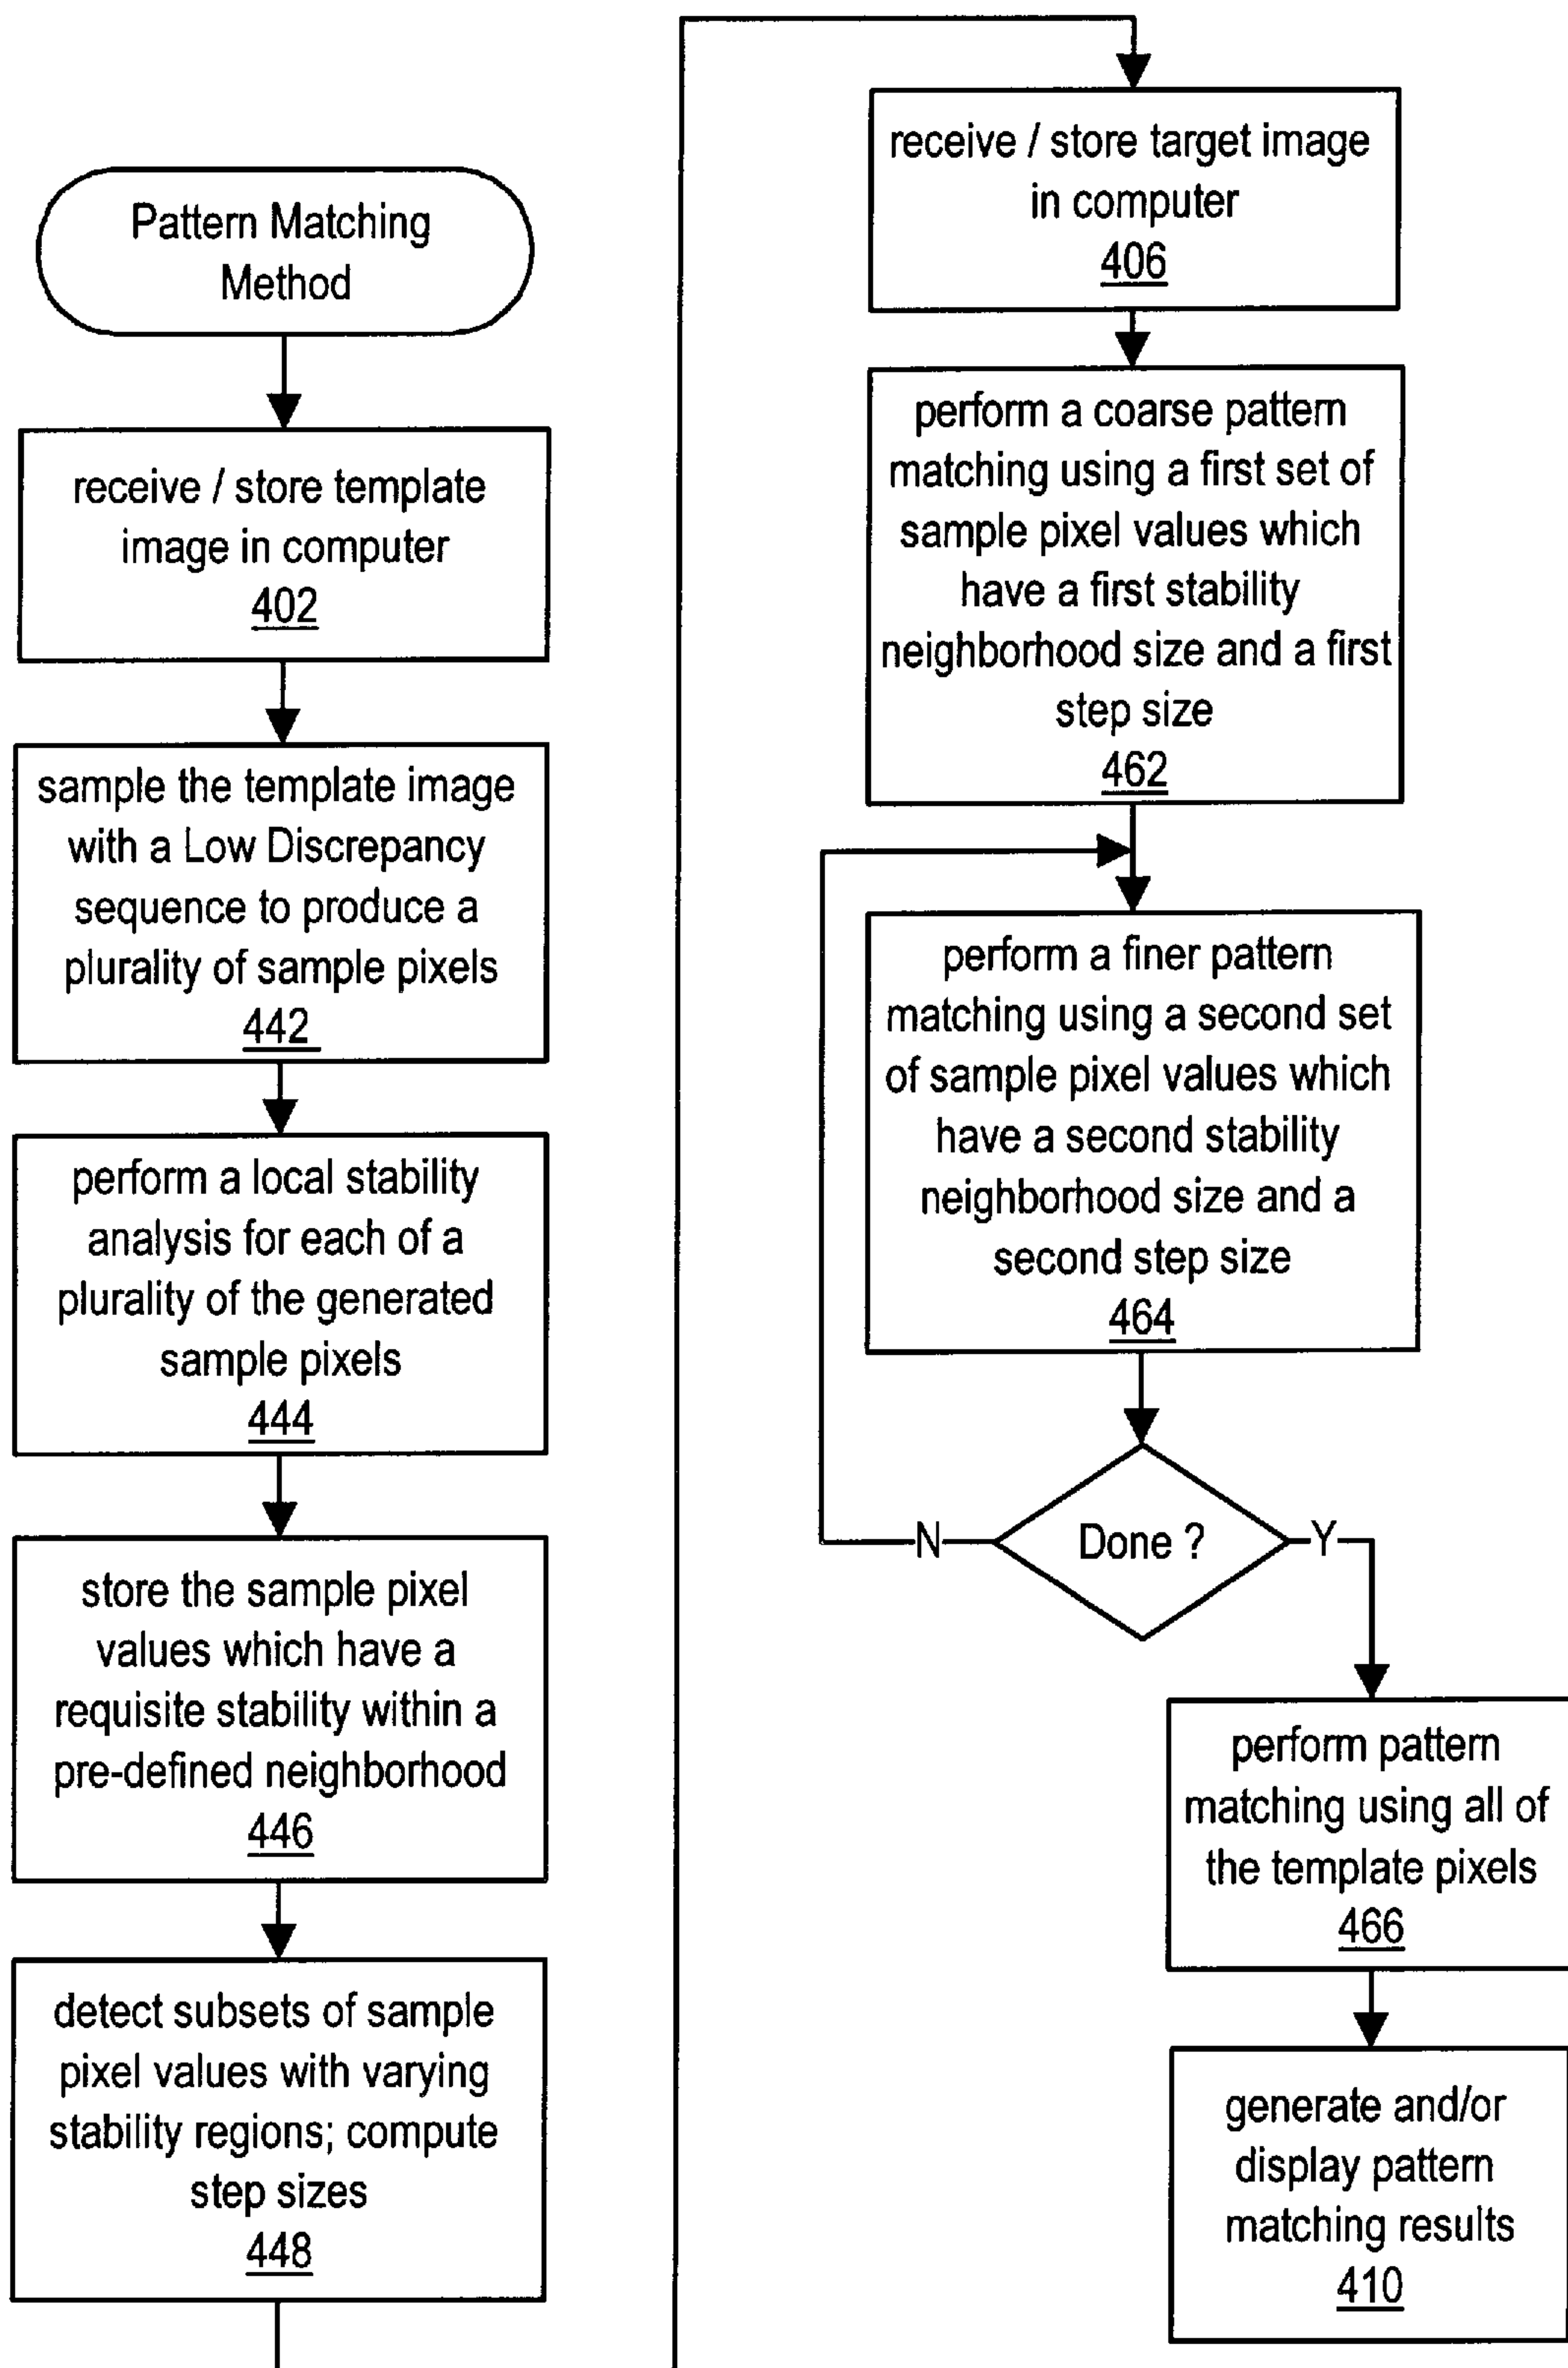 Pattern Matching
Method
receive / store template
image in computer
402
sample the template image
with a Low Discrepancy
sequence to produce a
plurality of sample pixels
442
perform a local stability
analysis for each of a
plurality of the generated
sample pixels
444
store the sample pixel
values which have a
requisite stability within a
pre-defined neighborhood
446
detect subsets of sample
pixel values with varying
stability regions; compute
step sizes
448
receive / store target image
in computer
406
perform a coarse pattern
matching using a first set of
sample pixel values which
have a first stability
neighborhood size and a first
step size
462
perform a finer pattern
matching using a second set
of sample pixel values which
have a second stability
neighborhood size and a
second step size
464
N
Done ?
Y
perform pattern
matching using all of
the template pixels
466
generate and/or
display pattern
matching results
410